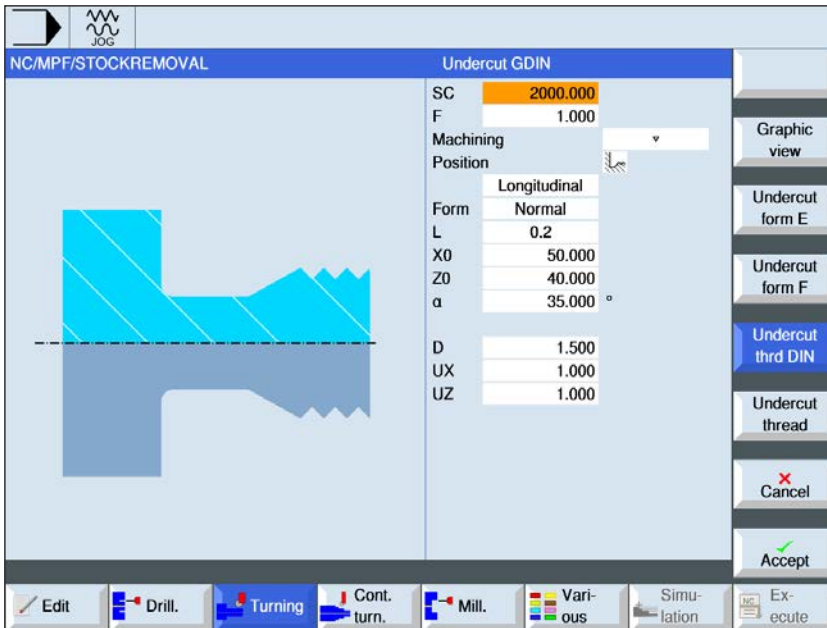 JOG
NC/MPF/STOCKREMOVAL
Undercut GDIN
SC 2000.000
F 1.000
Machining ▿
Position
Longitudinal
Form Normal
L 0.2
X0 50.000
Z0 40.000
α 35.000 °
D 1.500
UX 1.000
UZ 1.000
Graphic
view
Undercut
form E
Undercut
form F
Undercut
thrd DIN
Undercut
thread
Cancel
Accept
Edit
Drill.
Turning
Cont.
turn.
Mill.
Vari-
ous
Simu-
lation
NC
Ex-
ecute